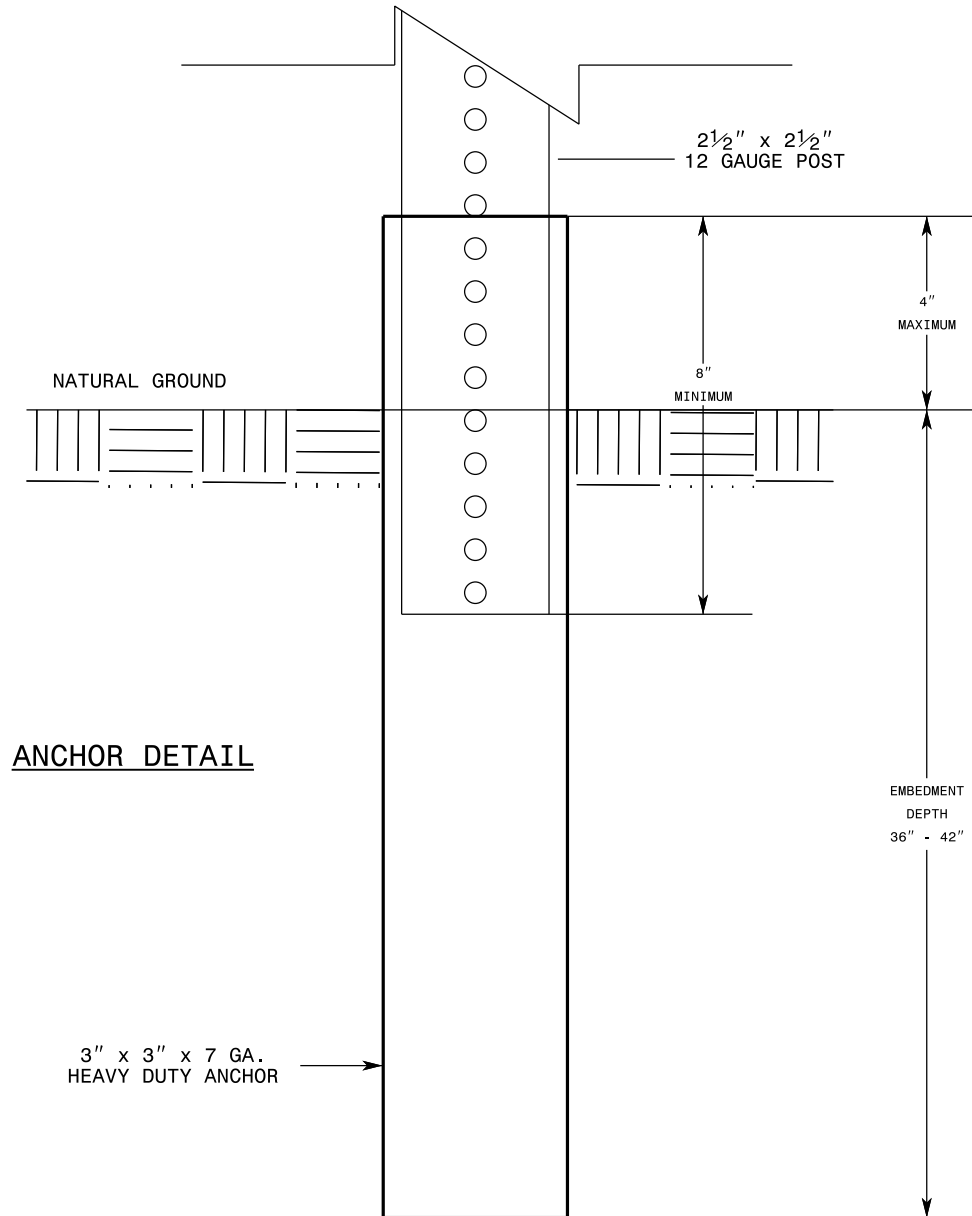 2½" x 2½"
12 GAUGE POST
4"
MAXIMUM
8"
MINIMUM
NATURAL GROUND
ANCHOR DETAIL
EMBEDMENT
DEPTH
36" - 42"
3" x 3" x 7 GA.
HEAVY DUTY ANCHOR